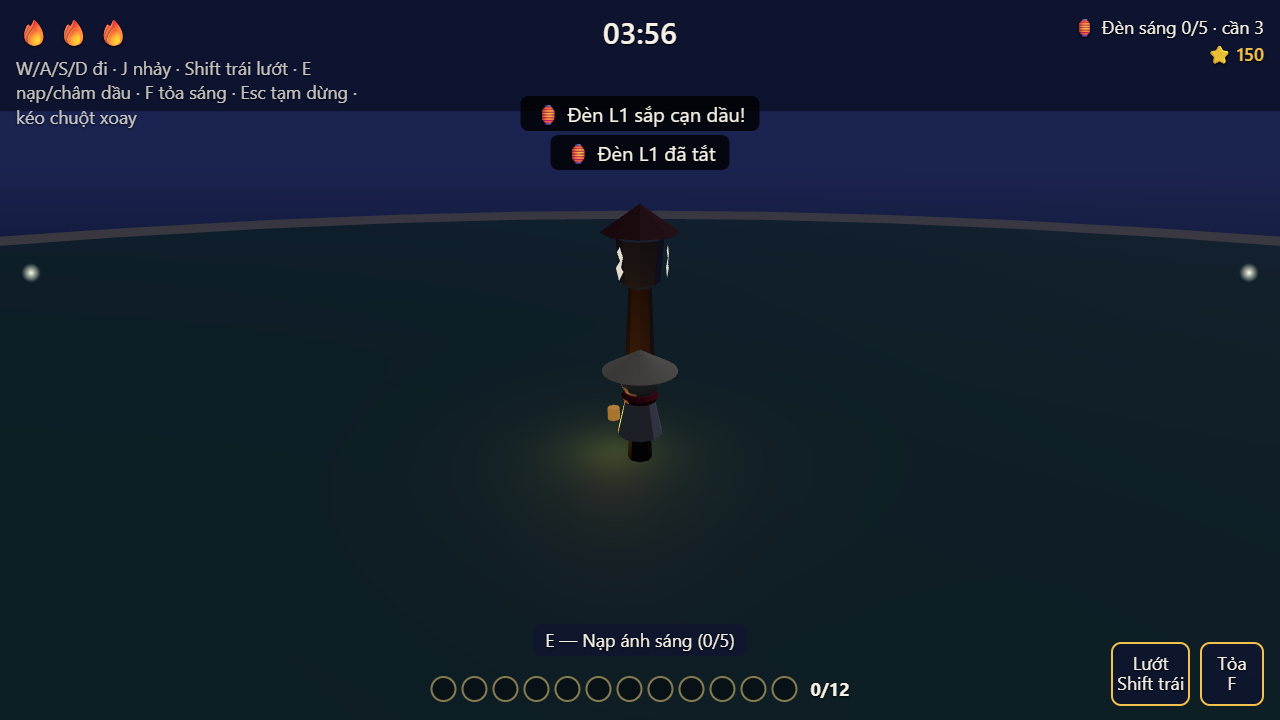 03:56
Đèn sáng 0/5 · cần 3
150
W/A/S/D đi · J nhảy · Shift trái lướt · E
nạp/châm dầu · F tỏa sáng · Esc tạm dừng ·
kéo chuột xoay
Đèn L1 sắp cạn dầu!
Đèn L1 đã tắt
E — Nạp ánh sáng (0/5)
0/12
Lướt
Shift trái
Tỏa
F